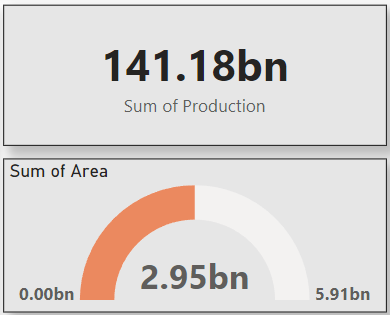 141.18bn
Sum of Production
Sum of Area
2.95bn
0.00bn
5.91bn